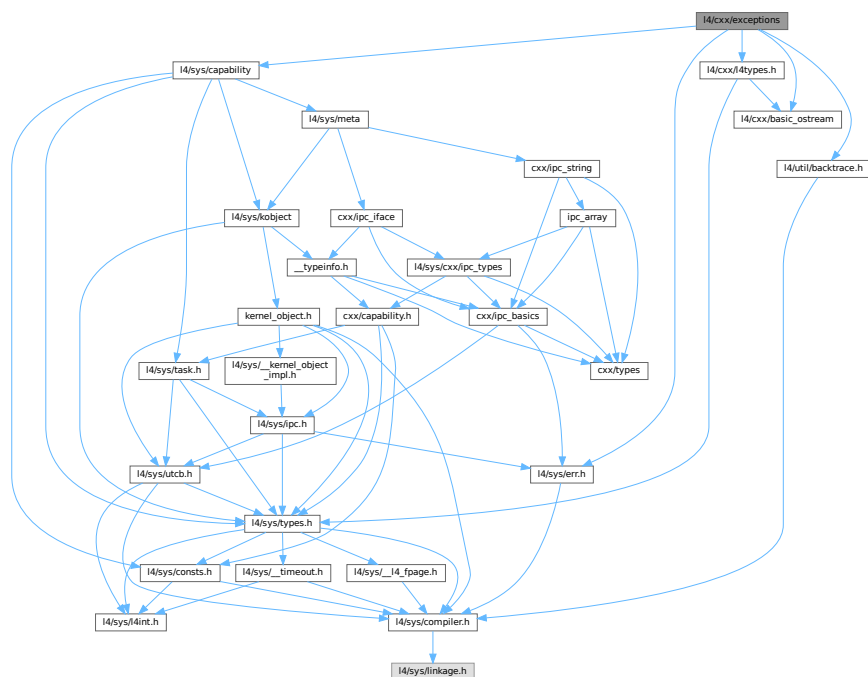 l4/cxx/exceptions
l4/sys/capability
l4/cxx/l4types.h
l4/sys/meta
l4/cxx/basic_ostream
cxx/ipc_string
l4/util/backtrace.h
l4/sys/kobject
cxx/ipc_iface
ipc_array
__typeinfo.h
l4/sys/cxx/ipc_types
kernel_object.h
cxx/capability.h
cxx/ipc_basics
l4/sys/task.h
l4/sys/__kernel_object
_impl.h
cxx/types
l4/sys/ipc.h
l4/sys/utcb.h
l4/sys/err.h
l4/sys/types.h
l4/sys/consts.h
l4/sys/__timeout.h
l4/sys/__l4_fpage.h
l4/sys/l4int.h
l4/sys/compiler.h
l4/sys/linkage.h